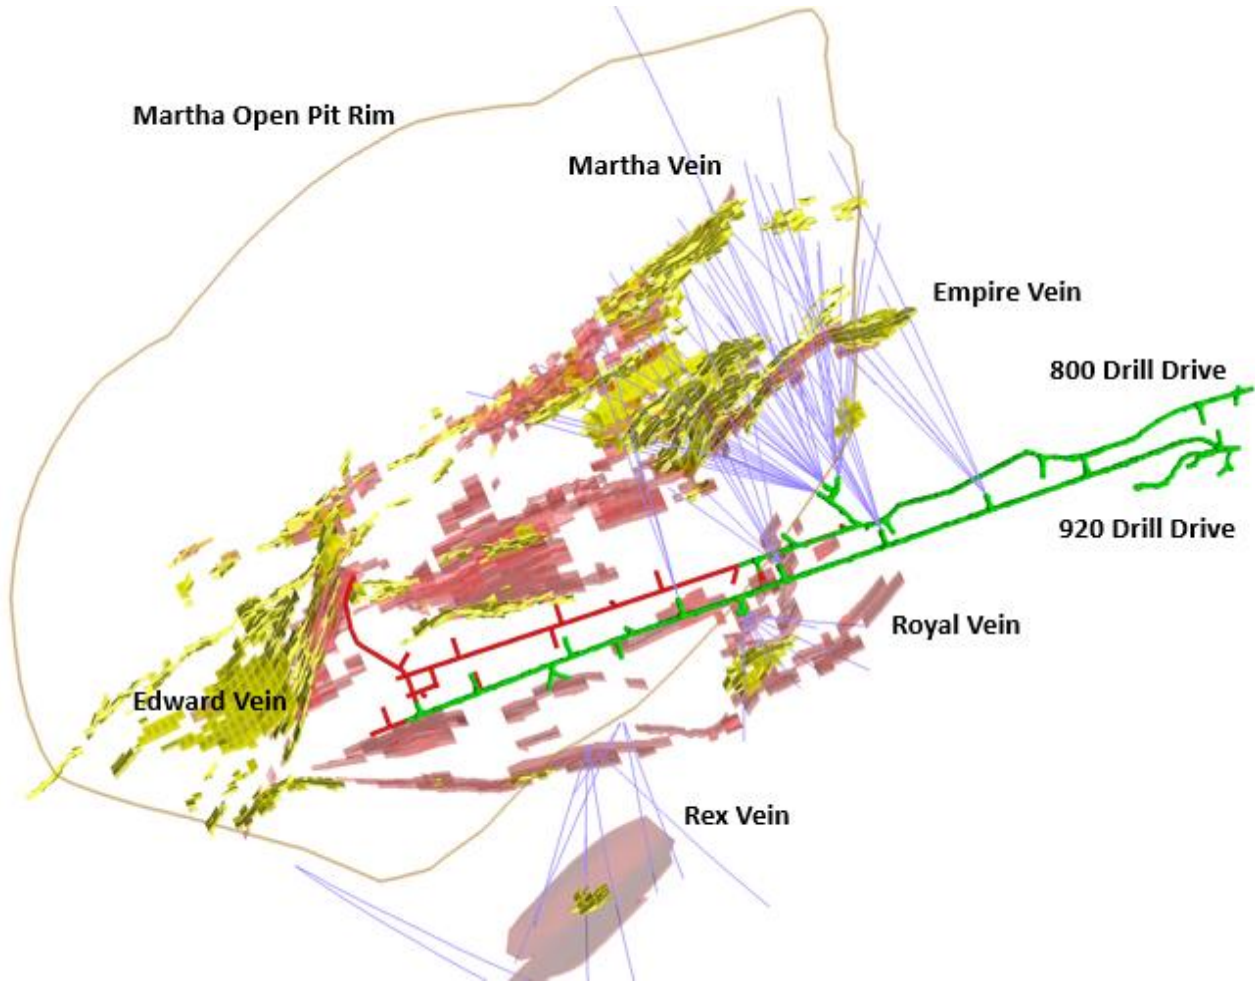 Martha Open Pit Rim
Martha Vein
Empire Vein
800 Drill Drive
920 Drill Drive
Royal Vein
Edward Vein
Rex Vein